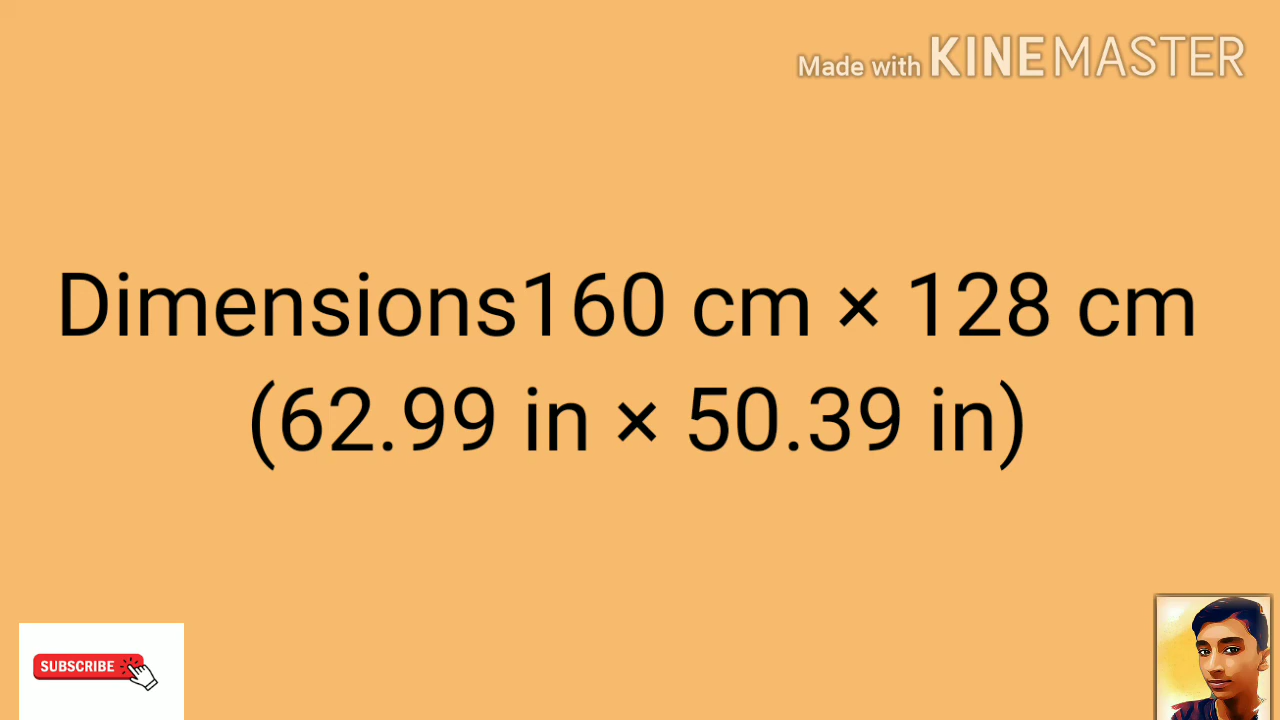 Made with KINEMASTER
Dimensions160 cm × 128 cm
(62.99 in × 50.39 in)
SUBSCRIBE